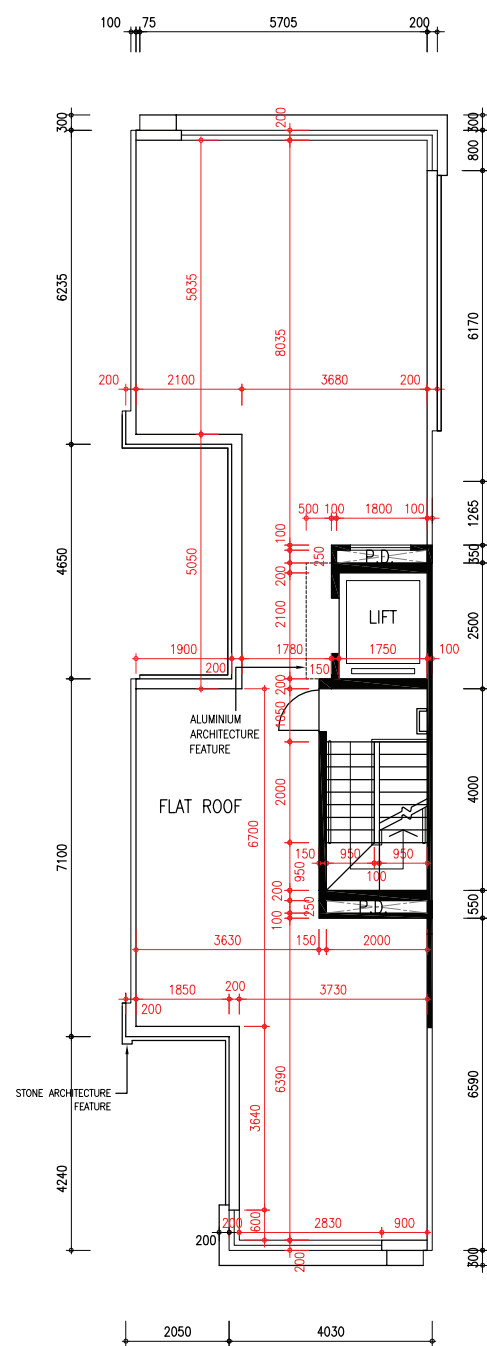 100 75 5705 200
300
200
300
800
6235
5835
8035
6170
200 2100 3680 200
500 100 1800 100
1265
100
250
P.D.
350
4650
5050
200
2100
LIFT
2500
1900 1780 1750
200 150 100
200
1050
ALUMINIUM
ARCHITECTURE
FEATURE
FLAT ROOF
2000
4000
6700
7100
150 950 950
950
100
200
250
P.D.
100
550
3630 150 2000
1850 200 3730
200
6390
6590
STONE ARCHITECTURE
FEATURE
3640
4240
200 600 2830 900
200
200
300
2050 4030